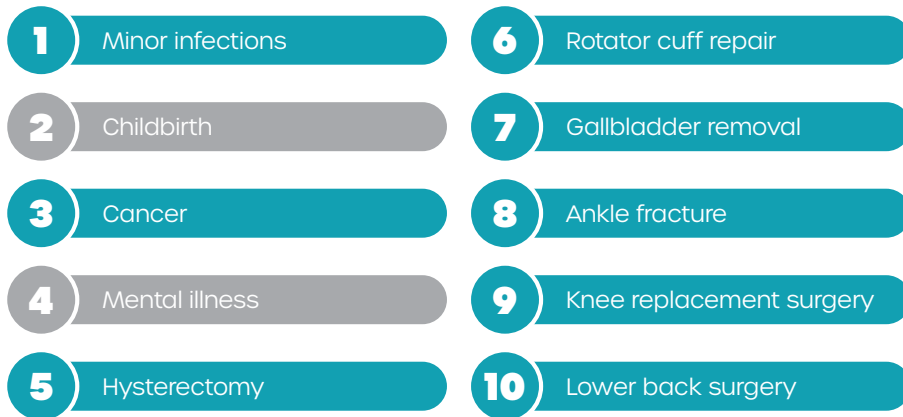 1 Minor infections
2 Childbirth
3 Cancer
4 Mental illness
5 Hysterectomy
6 Rotator cuff repair
7 Gallbladder removal
8 Ankle fracture
9 Knee replacement surgery
10 Lower back surgery